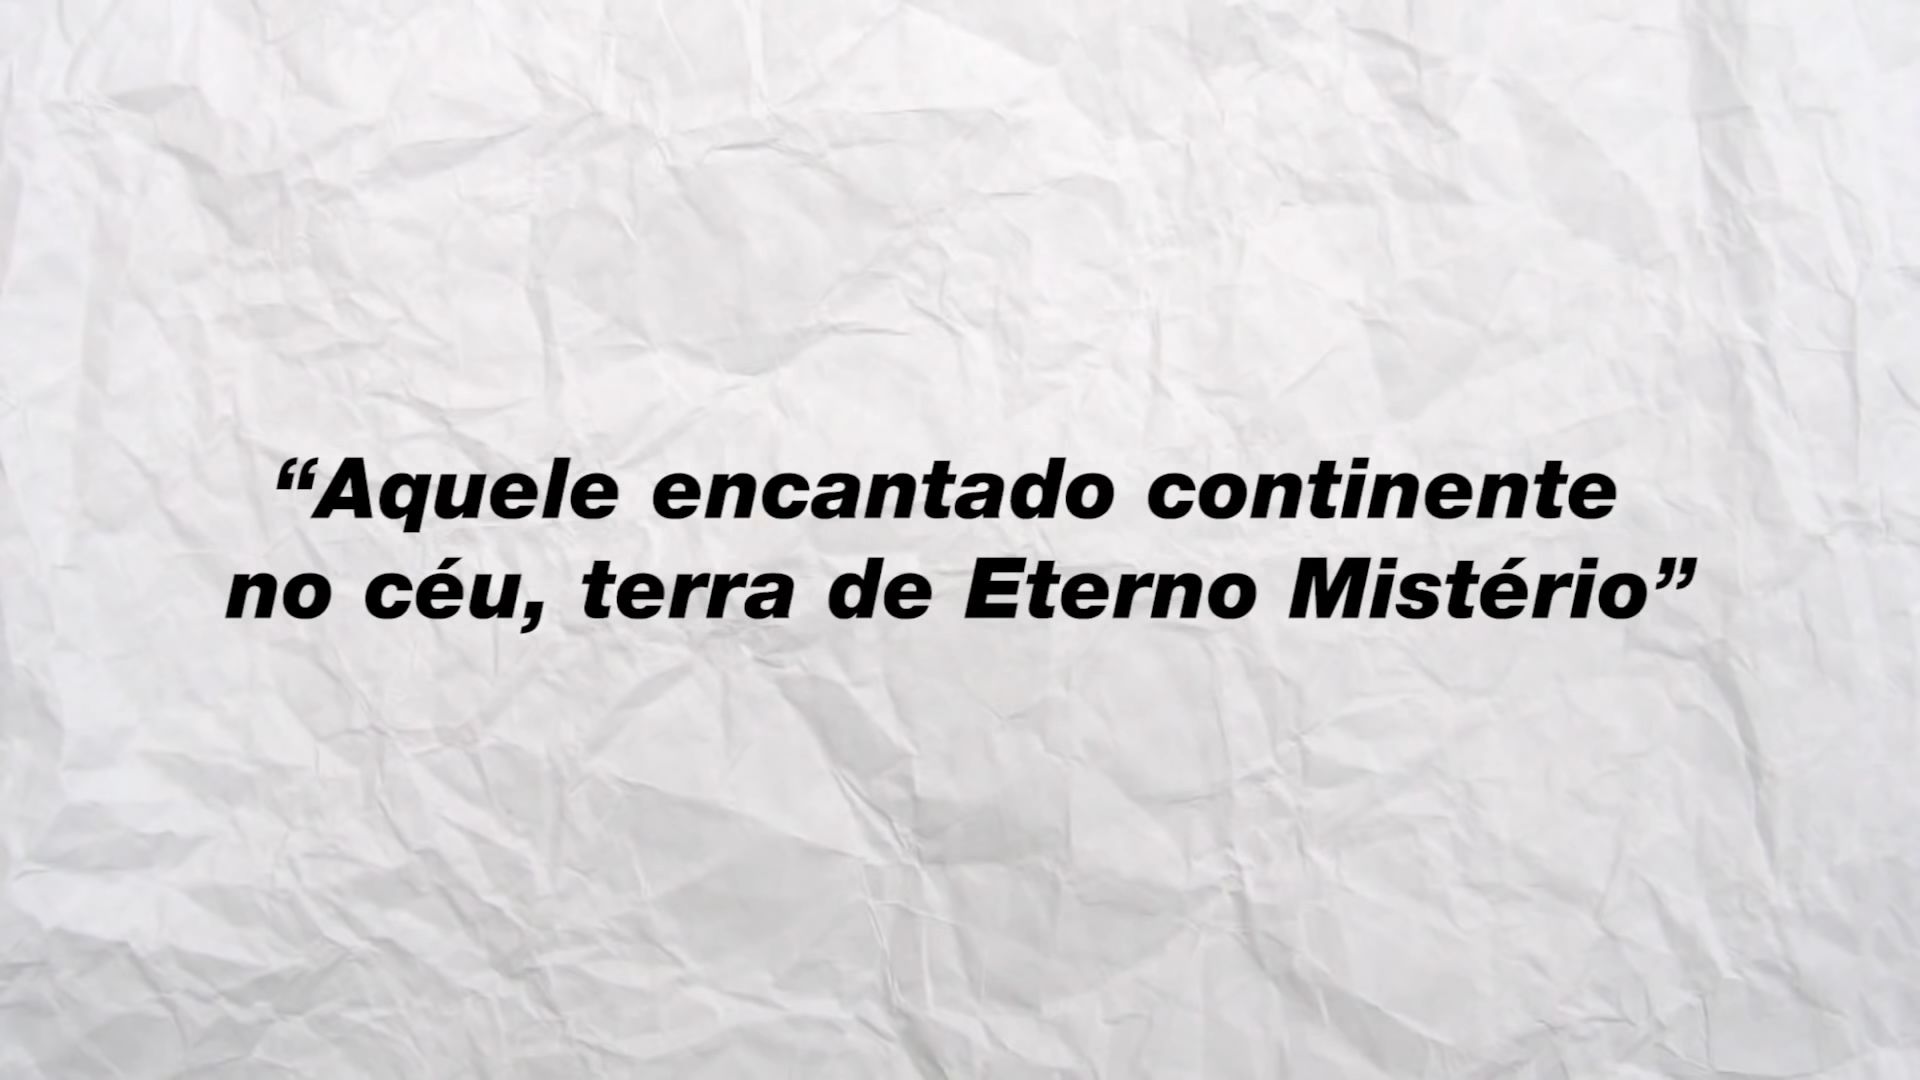 “Aquele encantado continente
no céu, terra de Eterno Mistério”